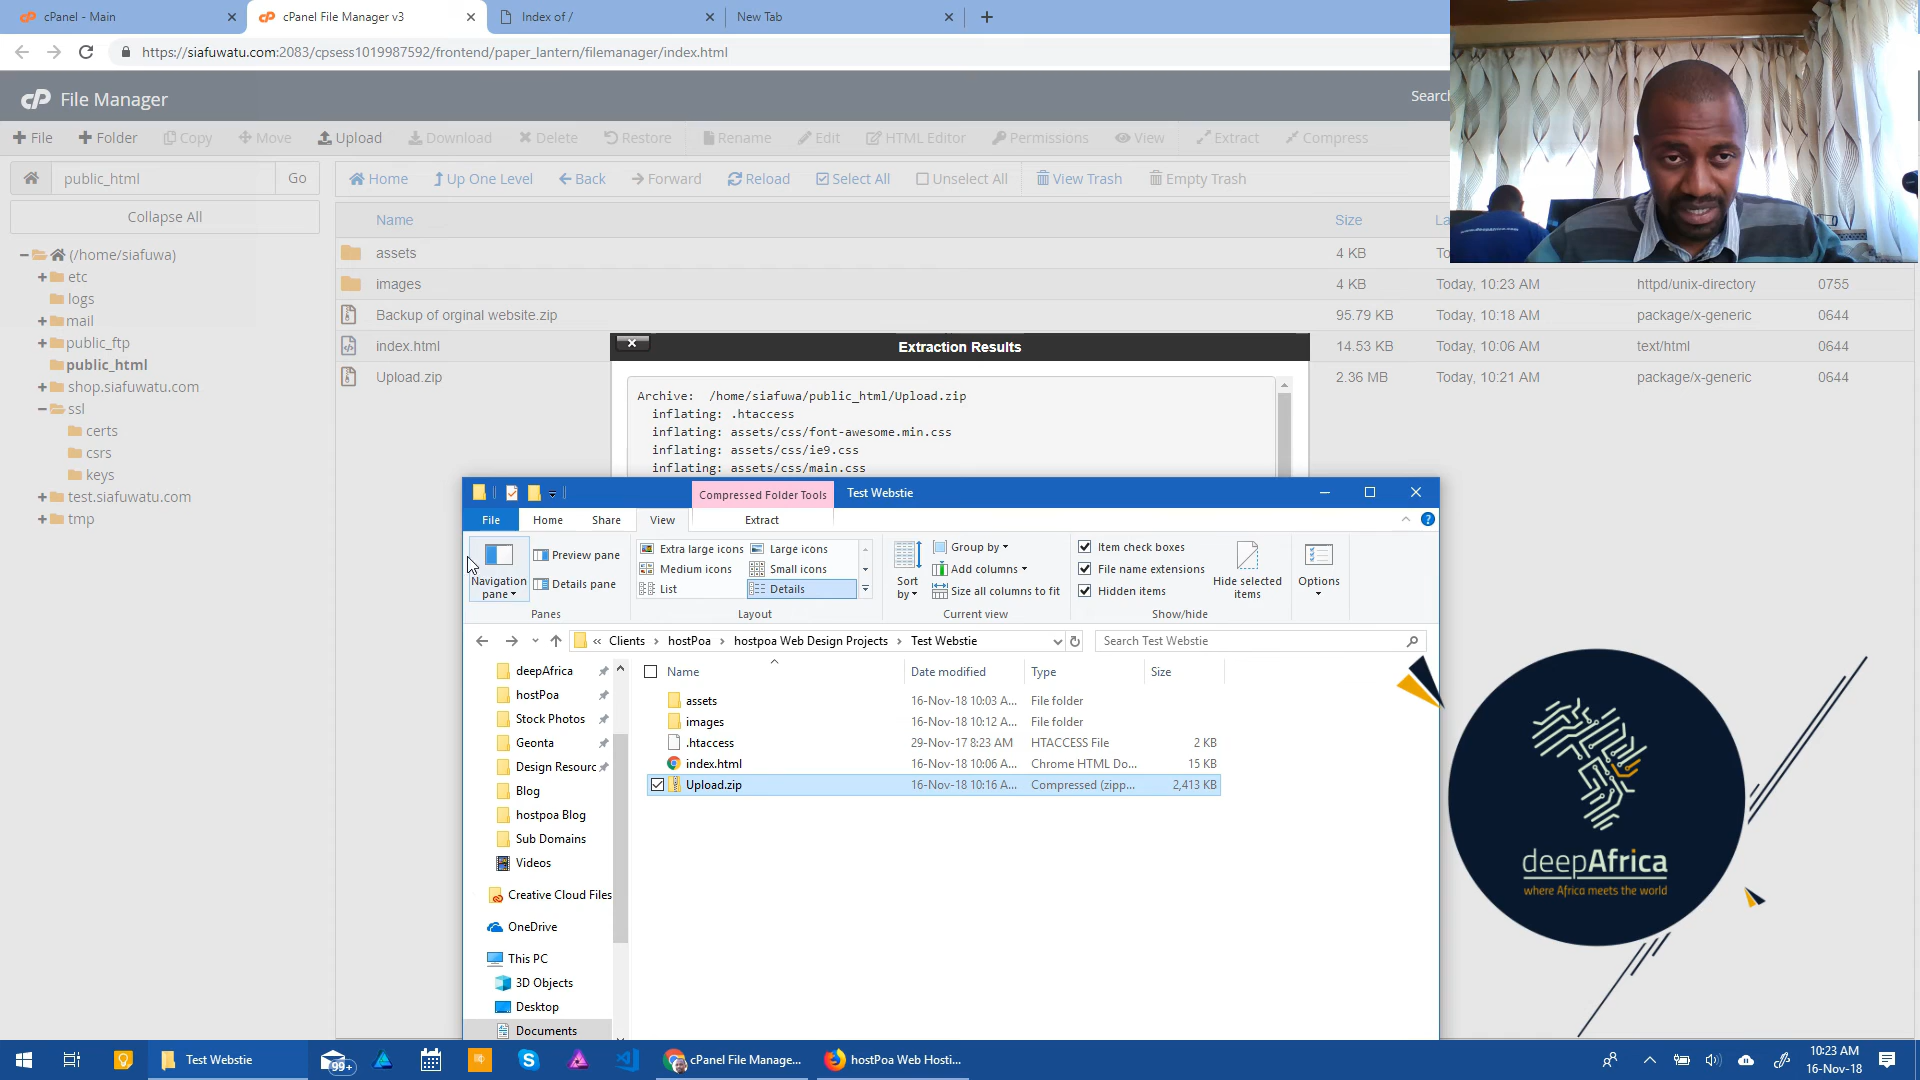 cPanel - Main
cPanel File Manager v3
Index of /
New Tab
https://siafuwatu.com:2083/cpsess1019987592/frontend/paper_lantern/filemanager/index.html
cP File Manager
Search
File
Folder
Copy
Move
Upload
Download
Delete
Restore
Rename
Edit
HTML Editor
Permissions
View
Extract
Compress
public_html
Go
Home
Up One Level
Back
Forward
Reload
Select All
Unselect All
View Trash
Empty Trash
Collapse All
(/home/siafuwa)
etc
logs
mail
public_ftp
public_html
shop.siafuwatu.com
ssl
certs
csrs
keys
test.siafuwatu.com
tmp
Name Size La
assets 4 KB To
images 4 KB Today, 10:23 AM httpd/unix-directory 0755
Backup of orginal website.zip 95.79 KB Today, 10:18 AM package/x-generic 0644
index.html 14.53 KB Today, 10:06 AM text/html 0644
Upload.zip 2.36 MB Today, 10:21 AM package/x-generic 0644
Extraction Results
Archive: /home/siafuwa/public_html/Upload.zip
inflating: .htaccess
inflating: assets/css/font-awesome.min.css
inflating: assets/css/ie9.css
inflating: assets/css/main.css
Compressed Folder Tools
Test Webstie
File
Home
Share
View
Extract
Navigation pane
Preview pane
Details pane
Panes
Extra large icons
Large icons
Medium icons
Small icons
List
Details
Layout
Sort by
Group by
Add columns
Size all columns to fit
Current view
Item check boxes
File name extensions
Hidden items
Hide selected items
Show/hide
Options
« Clients > hostPoa > hostpoa Web Design Projects > Test Webstie
Search Test Webstie
deepAfrica
hostPoa
Stock Photos
Geonta
Design Resourc
Blog
hostpoa Blog
Sub Domains
Videos
Creative Cloud Files
OneDrive
This PC
3D Objects
Desktop
Documents
Name Date modified Type Size
assets 16-Nov-18 10:03 A... File folder
images 16-Nov-18 10:12 A... File folder
.htaccess 29-Nov-17 8:23 AM HTACCESS File 2 KB
index.html 16-Nov-18 10:06 A... Chrome HTML Do... 15 KB
Upload.zip 16-Nov-18 10:16 A... Compressed (zipp... 2,413 KB
deepAfrica
where Africa meets the world
Test Webstie
99+
cPanel File Manage...
hostPoa Web Hosti...
10:23 AM
16-Nov-18